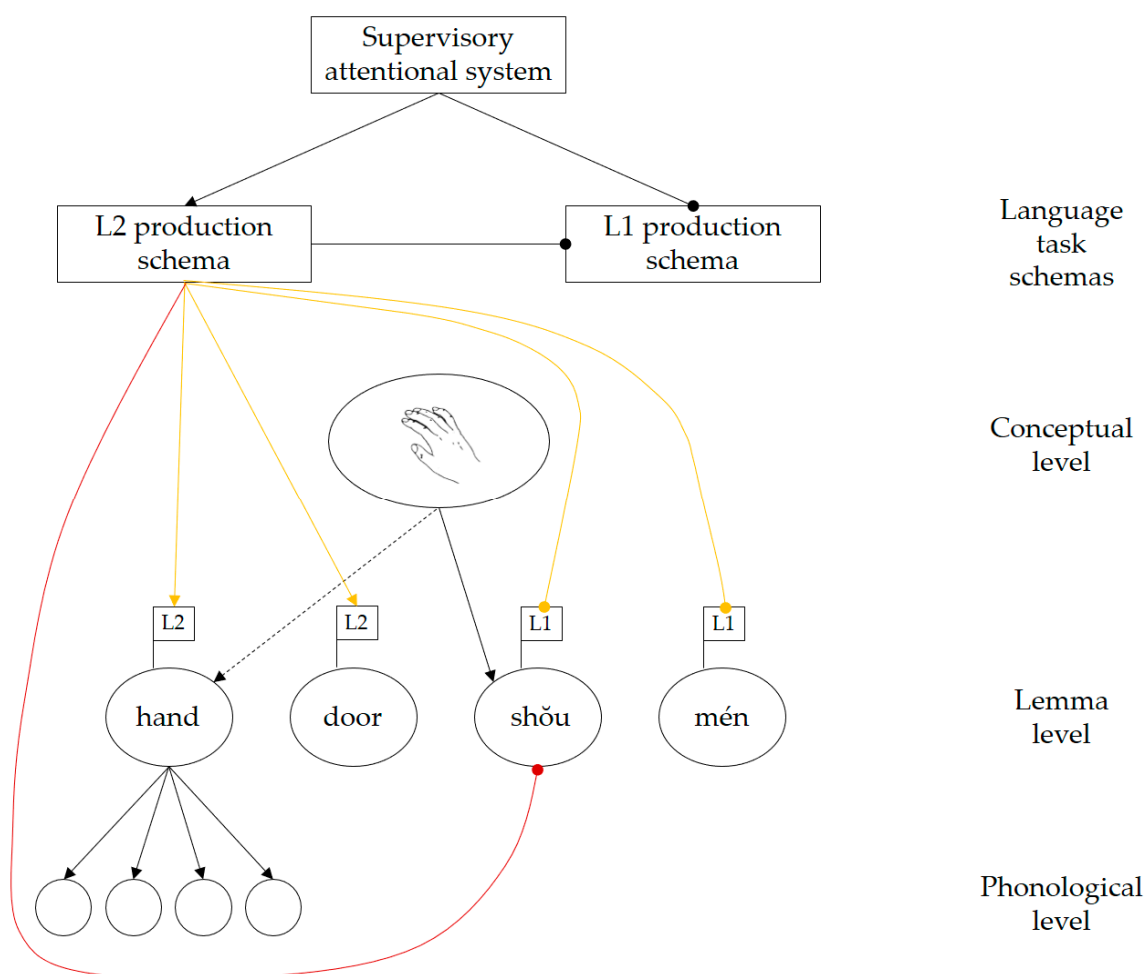 Supervisory
attentional system
L2 production
schema
L1 production
schema
Language
task
schemas
Conceptual
level
L2
L2
L1
L1
hand
door
shŏu
mén
Lemma
level
Phonological
level